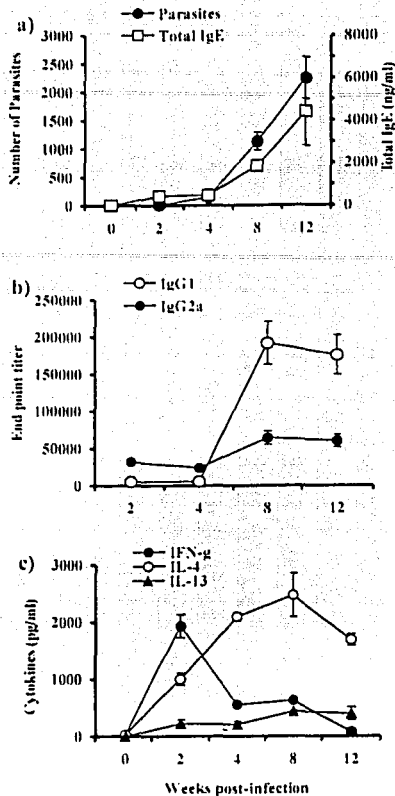 a)
Parasites
Total IgE
Number of Parasites
3000
2500
2000
1500
1000
500
0
8000
6000
4000
2000
0
Total IgE (ng/ml)
0 2 4 8 12
b)
IgG1
IgG2a
End point titer
250000
200000
150000
100000
50000
0
2 4 8 12
c)
IFN-g
IL-4
IL-13
Cytokines (pg/ml)
3000
2000
1000
0
0 2 4 8 12
Weeks post-infection